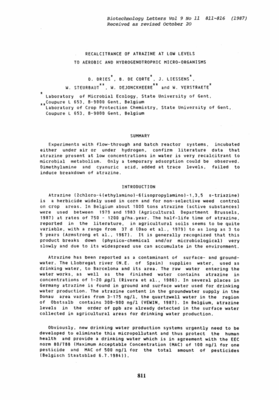 Biotechnology Letters Vol 9 No 11 811-816 (1987)
Received as revised October 20
RECALCITRANCE OF ATRAZINE AT LOW LEVELS
TO AEROBIC AND HYDROGENOTROPHIC MICRO-ORGANISMS
D. DRIES*, B. DE CORTE*, J. LIESSENS*,
W. STEURBAUT**, W. DEJONCKHEERE** and W. VERSTRAETE*
* Laboratory of Microbial Ecology, State University of Gent,
Coupure L 653, B-9000 Gent, Belgium
** Laboratory of Crop Protection Chemistry, State University of Gent,
Coupure L 653, B-9000 Gent, Belgium
SUMMARY
Experiments with flow-through and batch reactor systems, incubated
either under air or under hydrogen, confirm literature data that
atrazine present at low concentrations in water is very recalcitrant to
microbial metabolism. Only a temporary absorption could be observed.
Dimethylamine and cyanuric acid, added at trace levels, failed to
induce breakdown of atrazine.
INTRODUCTION
Atrazine (2chloro-4(ethylamino)-6(isopropylamino)-1,3,5 s-triazine)
is a herbicide widely used in corn and for non-selective weed control
on crop areas. In Belgium about 1000 tons atrazine (active substances)
were used between 1979 and 1983 (Agricultural Department Brussels,
1987) at rates of 750 - 1200 g/ha.year. The half-life time of atrazine,
reported in the literature, in agricultural soils seems to be quite
variable, with a range from 37 d (Obus et al., 1979) to as long as 3 to
5 years (Armstrong et al., 1967). It is generally recognized that this
product breaks down (physico-chemical and/or microbiological) very
slowly and due to its widespread use can accumulate in the environment.
Atrazine has been reported as a contaminant of surface- and ground-
water. The Llobregat river (N.E. of Spain) supplies water, used as
drinking water, to Barcelona and its area. The raw water entering the
water works, as well as the finished water contains atrazine in
concentrations of 1-20 µg/l (Rivera et al., 1986). In several places in
Germany atrazine is found in ground and surface water used for drinking
water production. The atrazine content in the groundwater supply in the
Donau area varies from 3-175 ng/l, the quartzwell water in the region
of Obstsulb contains 300-900 ng/l (VEWIN, 1987). In Belgium, atrazine
levels in the order of ppb are already detected in the surface water
collected in agricultural areas for drinking water production.
Obviously, new drinking water production systems urgently need to be
developed to eliminate this micropollutant and thus protect the human
health and provide a drinking water which is in agreement with the EEC
norm 80/788 (Maximum Acceptable Concentration (MAC) of 100 ng/l for one
pesticide and MAC of 500 ng/l for the total amount of pesticides
(Belgisch Staatsblad 6.7.1984)).
811